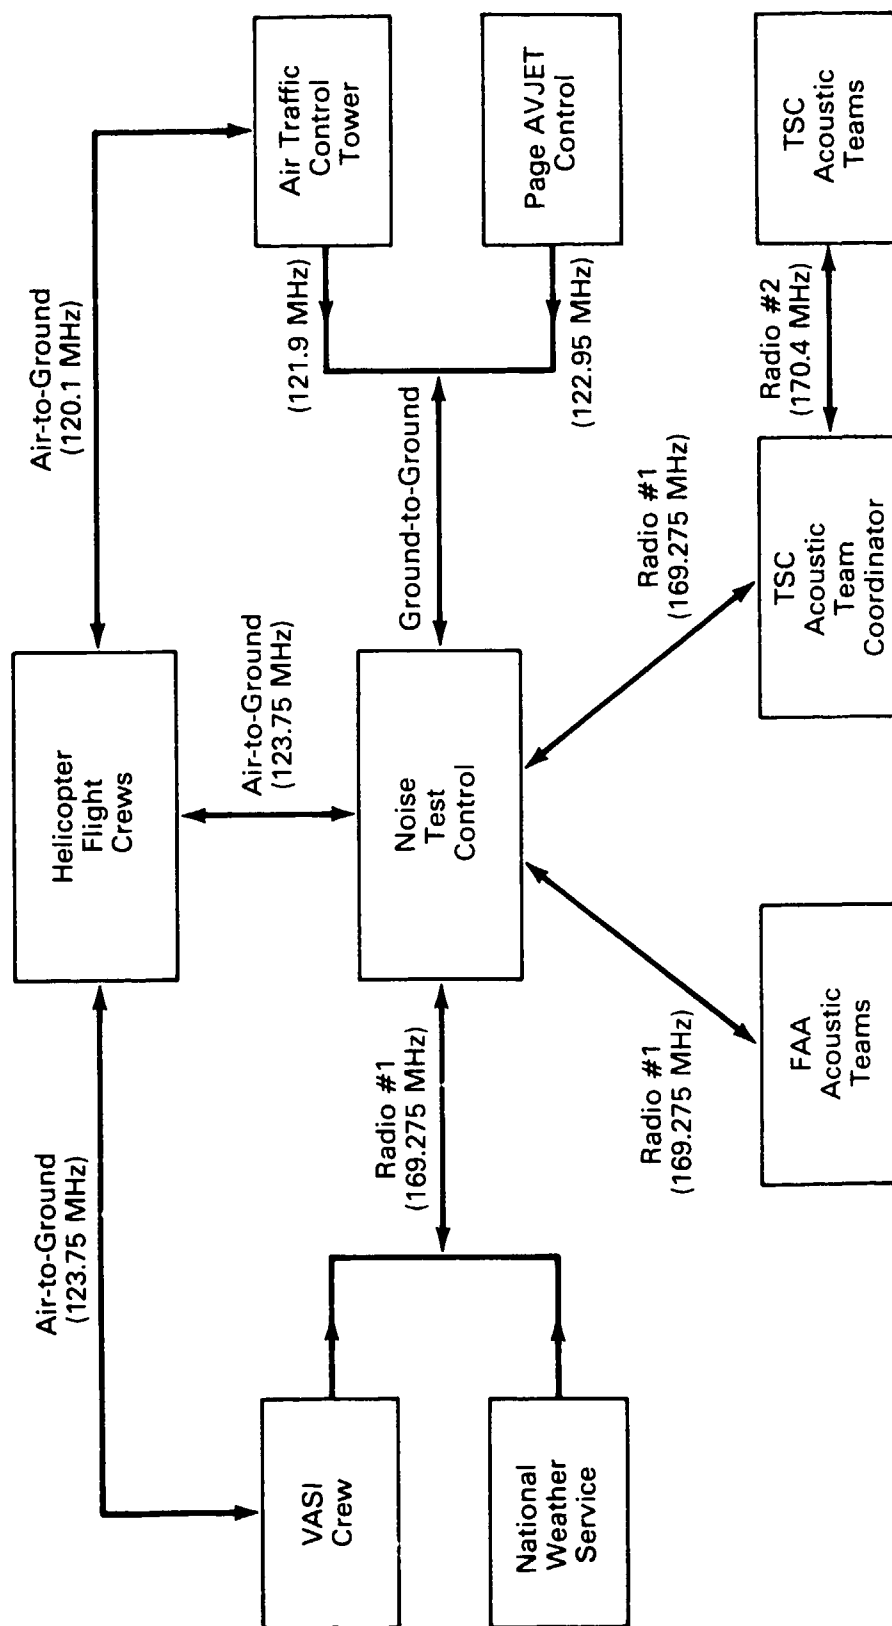 Air-to-Ground
(123.75 MHz)
Helicopter
Flight
Crews
Air-to-Ground
(120.1 MHz)
Air-to-Ground
(123.75 MHz)
VASI
Crew
National
Weather
Service
Radio #1
(169.275 MHz)
Noise
Test
Control
Ground-to-Ground
(121.9 MHz)
(122.95 MHz)
Air Traffic
Control
Tower
Page AVJET
Control
Radio #1
(169.275 MHz)
Radio #1
(169.275 MHz)
FAA
Acoustic
Teams
TSC
Acoustic
Team
Coordinator
Radio #2
(170.4 MHz)
TSC
Acoustic
Teams